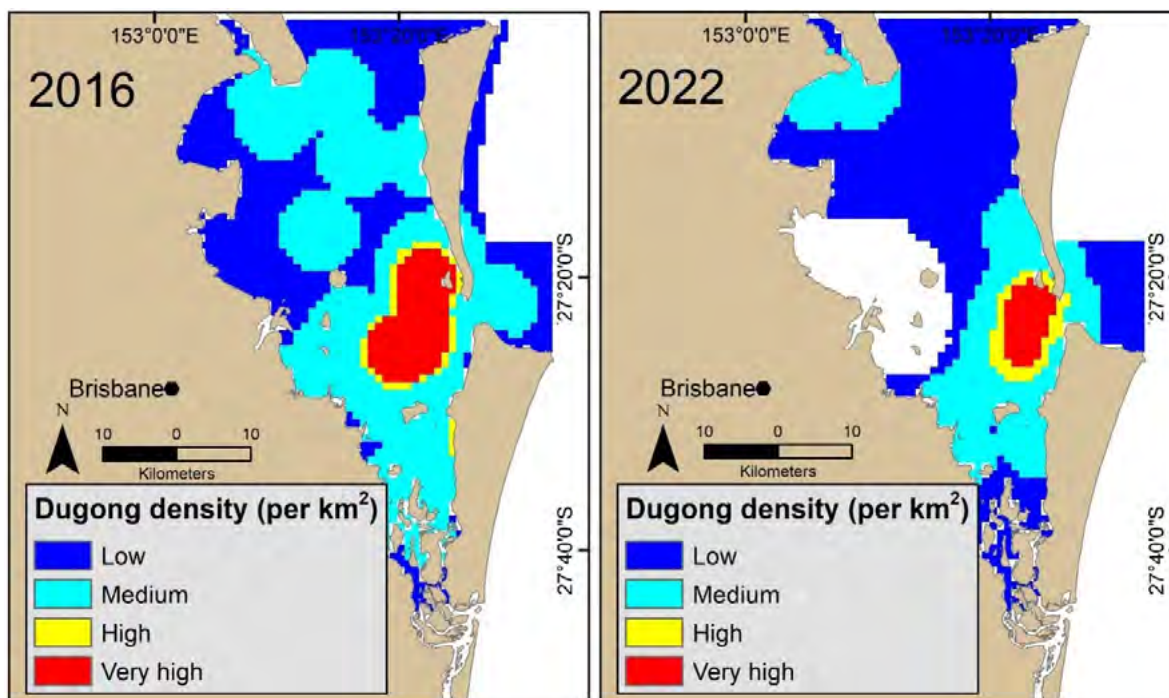 153°0'0"E 153°20'0"E
2016
27°20'0"S
Brisbane
N
10 0 10
Kilometers
27°40'0"S
Dugong density (per km²)
Low
Medium
High
Very high
153°0'0"E 153°20'0"E
2022
27°20'0"S
Brisbane
N
10 0 10
Kilometers
27°40'0"S
Dugong density (per km²)
Low
Medium
High
Very high